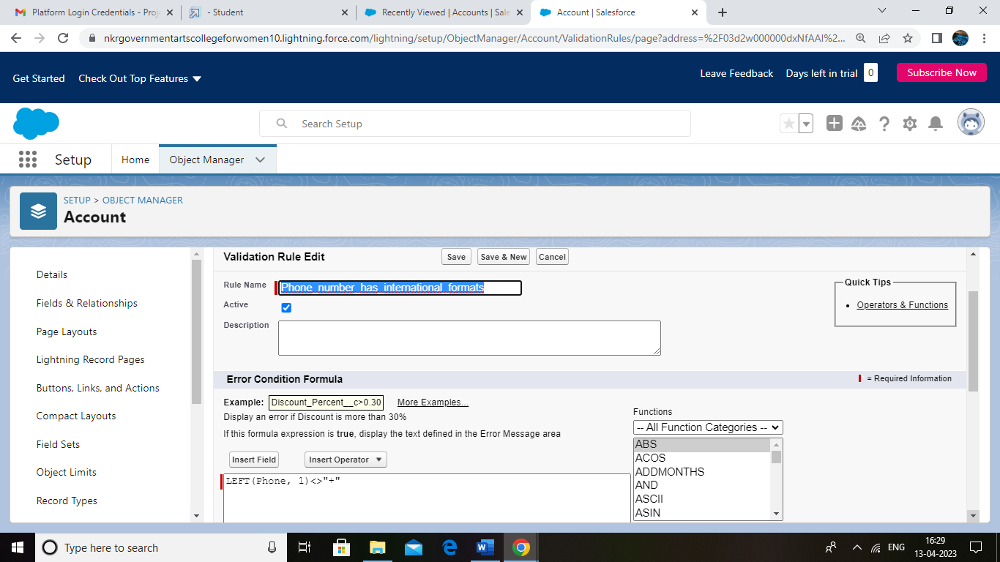 Platform Login Credentials - Proj
- Student
Recently Viewed | Accounts | Sale
Account | Salesforce
nkrgovernmentartscollegeforwomen10.lightning.force.com/lightning/setup/ObjectManager/Account/ValidationRules/page?address=%2F03d2w000000dxNfAAI%2...
Get Started
Check Out Top Features
Leave Feedback
Days left in trial
0
Subscribe Now
Search Setup
Setup
Home
Object Manager
SETUP > OBJECT MANAGER
Account
Details
Fields & Relationships
Page Layouts
Lightning Record Pages
Buttons, Links, and Actions
Compact Layouts
Field Sets
Object Limits
Record Types
Validation Rule Edit
Save
Save & New
Cancel
Rule Name
Phone_number_has_international_formats
Active
Description
Quick Tips
• Operators & Functions
Error Condition Formula
= Required Information
Example:
Discount_Percent__c>0.30
More Examples...
Display an error if Discount is more than 30%
If this formula expression is true, display the text defined in the Error Message area
Insert Field
Insert Operator
LEFT(Phone, 1)<>"+"
Functions
-- All Function Categories --
ABS
ACOS
ADDMONTHS
AND
ASCII
ASIN
Type here to search
ENG
16:29
13-04-2023